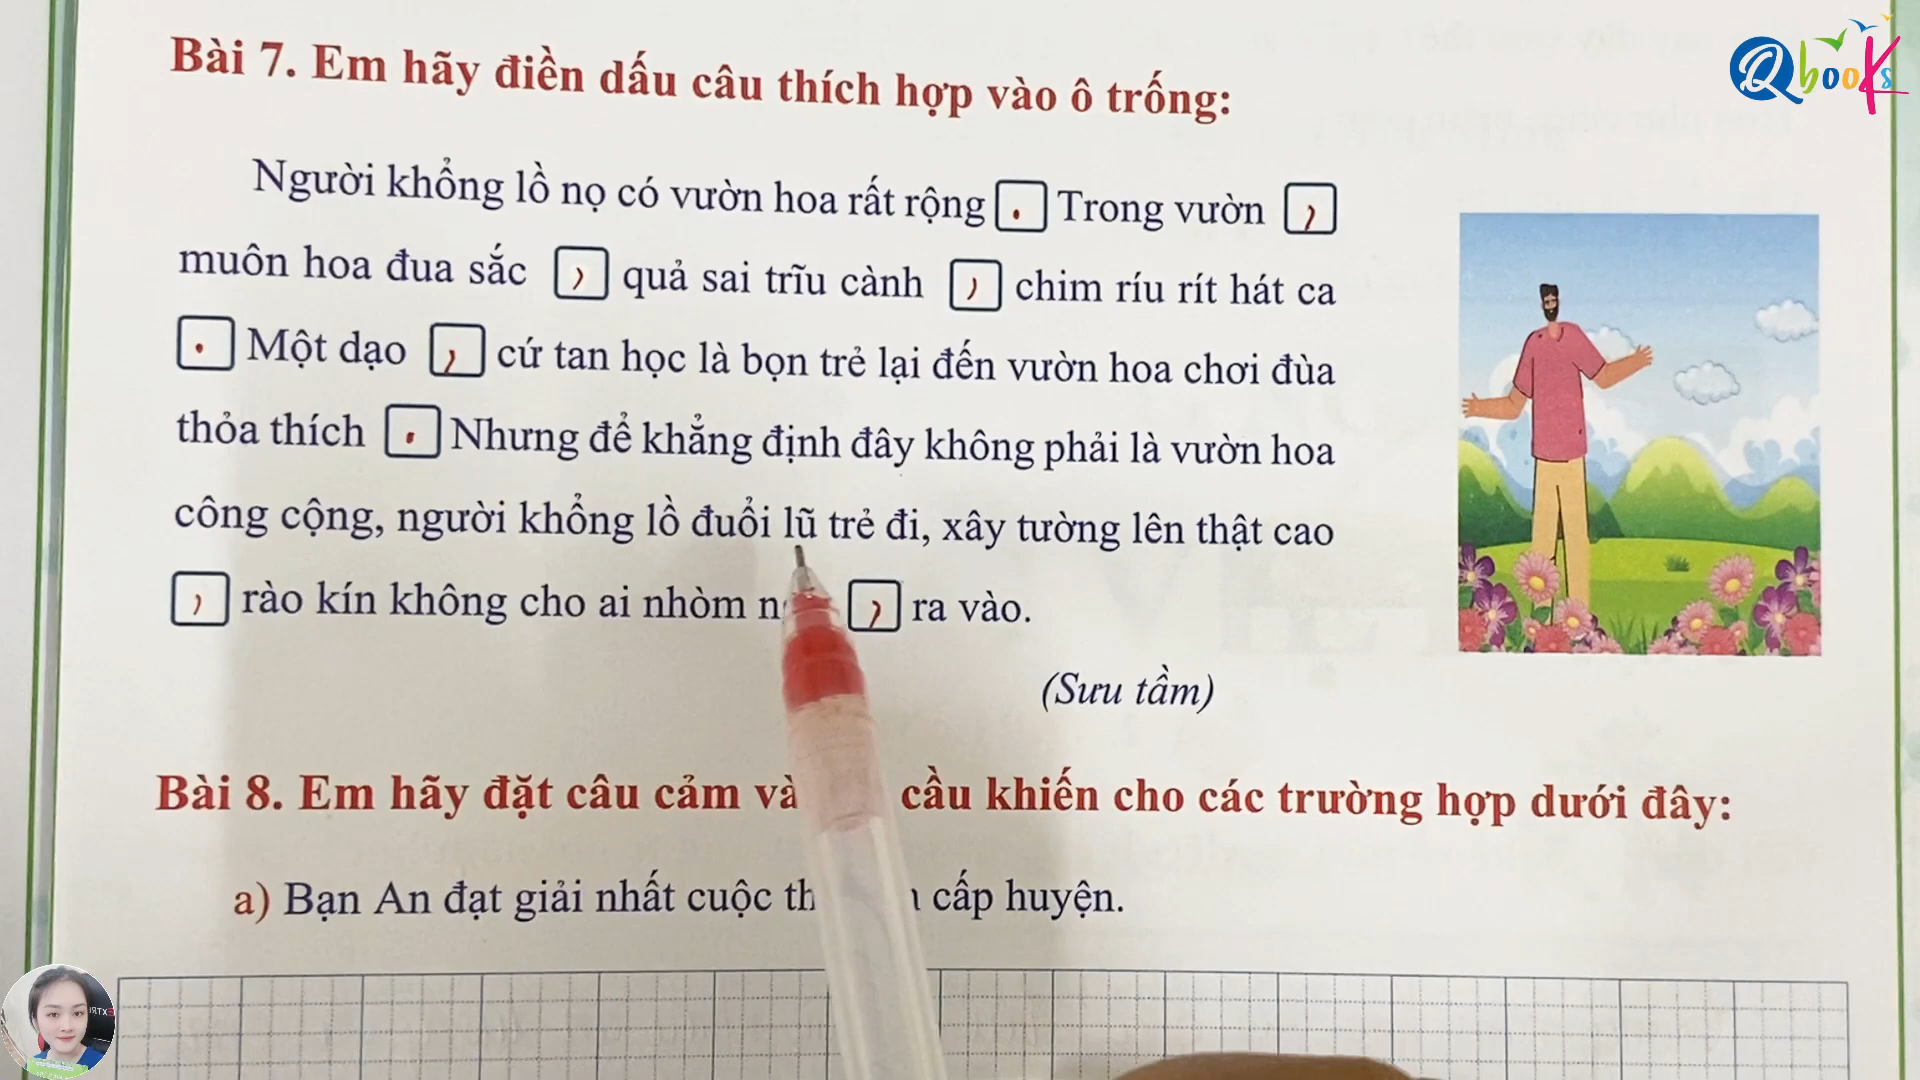 Qbooks
Bài 7. Em hãy điền dấu câu thích hợp vào ô trống:
Người khổng lồ nọ có vườn hoa rất rộng . Trong vườn ,
muôn hoa đua sắc , quả sai trĩu cành , chim ríu rít hát ca
. Một dạo , cứ tan học là bọn trẻ lại đến vườn hoa chơi đùa
thỏa thích . Nhưng để khẳng định đây không phải là vườn hoa
công cộng, người khổng lồ đuổi lũ trẻ đi, xây tường lên thật cao
, rào kín không cho ai nhòm , ra vào.
(Sưu tầm)
Bài 8. Em hãy đặt câu cảm và cầu khiến cho các trường hợp dưới đây:
a) Bạn An đạt giải nhất cuộc cấp huyện.